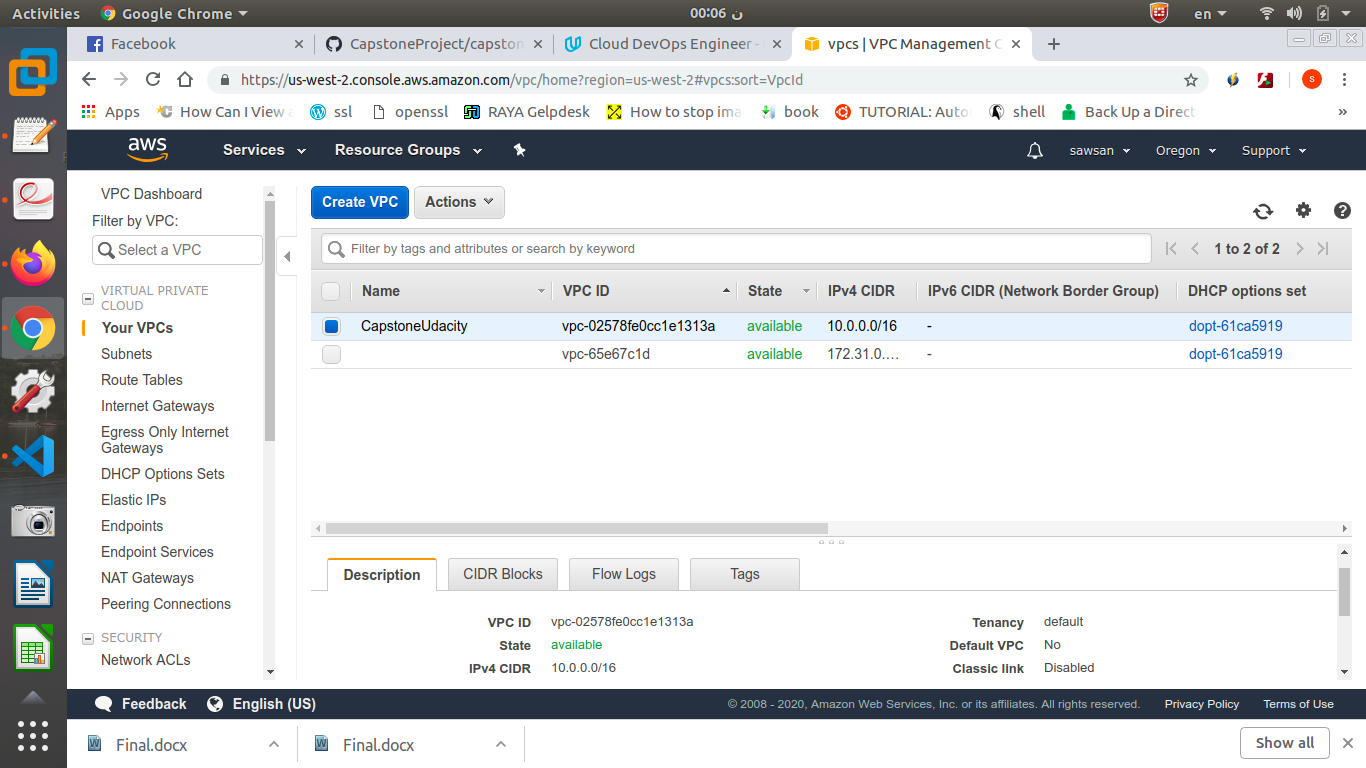 Activities Google Chrome 00:06 ن en
Facebook CapstoneProject/capston Cloud DevOps Engineer - vpcs | VPC Management C
https://us-west-2.console.aws.amazon.com/vpc/home?region=us-west-2#vpcs:sort=VpcId S
Apps How Can I View a ssl openssl RAYA Gelpdesk How to stop ima book TUTORIAL: Auto shell Back Up a Direct »
aws Services Resource Groups sawsan Oregon Support
VPC Dashboard
Filter by VPC:
Select a VPC
VIRTUAL PRIVATE
CLOUD
Your VPCs
Subnets
Route Tables
Internet Gateways
Egress Only Internet
Gateways
DHCP Options Sets
Elastic IPs
Endpoints
Endpoint Services
NAT Gateways
Peering Connections
SECURITY
Network ACLs
Create VPC Actions
Filter by tags and attributes or search by keyword 1 to 2 of 2
Name VPC ID State IPv4 CIDR IPv6 CIDR (Network Border Group) DHCP options set
CapstoneUdacity vpc-02578fe0cc1e1313a available 10.0.0.0/16 - dopt-61ca5919
vpc-65e67c1d available 172.31.0.… - dopt-61ca5919
Description CIDR Blocks Flow Logs Tags
VPC ID vpc-02578fe0cc1e1313a Tenancy default
State available Default VPC No
IPv4 CIDR 10.0.0.0/16 Classic link Disabled
Feedback English (US) © 2008 - 2020, Amazon Web Services, Inc. or its affiliates. All rights reserved. Privacy Policy Terms of Use
Final.docx Final.docx Show all